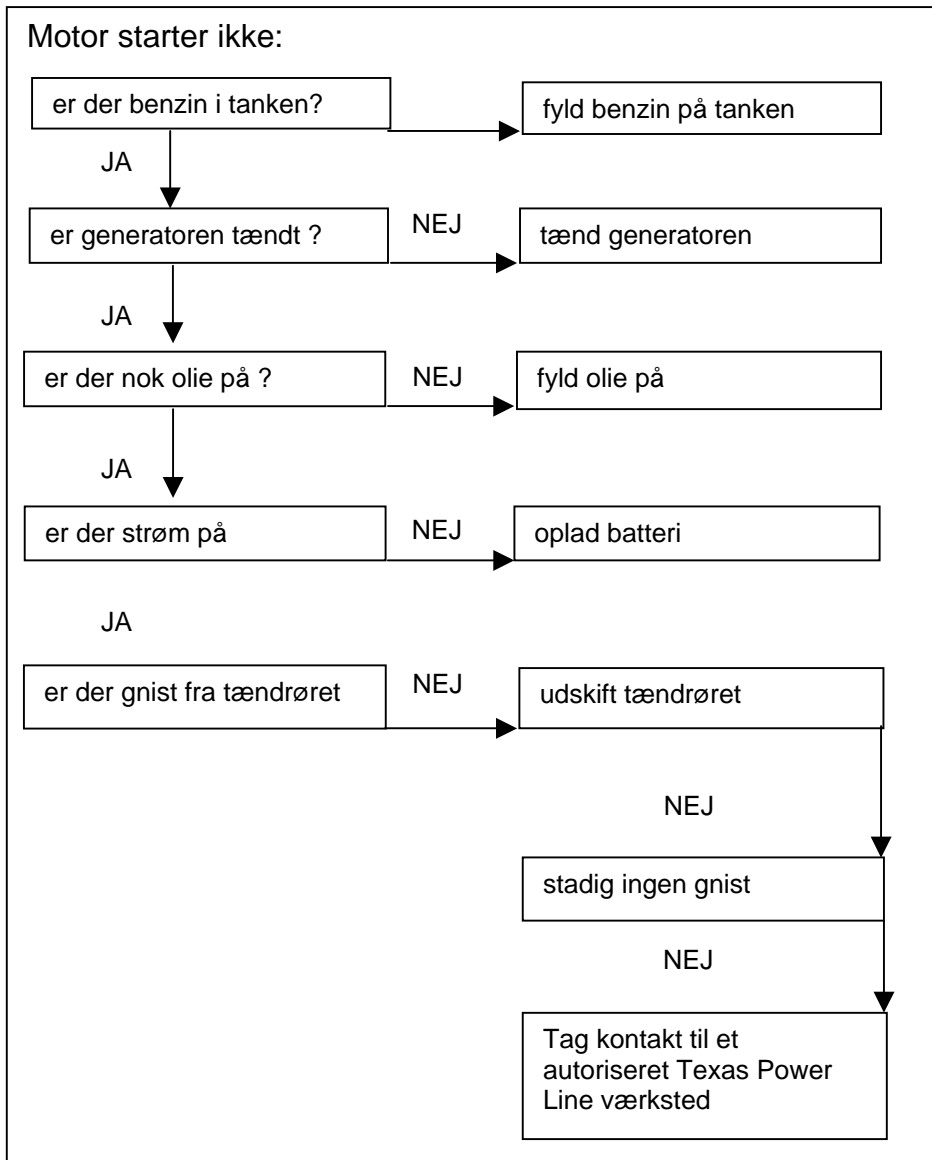 Motor starter ikke:
er der benzin i tanken?
fyld benzin på tanken
JA
er generatoren tændt ?
NEJ
tænd generatoren
JA
er der nok olie på ?
NEJ
fyld olie på
JA
er der strøm på
NEJ
oplad batteri
JA
er der gnist fra tændrøret
NEJ
udskift tændrøret
NEJ
stadig ingen gnist
NEJ
Tag kontakt til et
autoriseret Texas Power
Line værksted